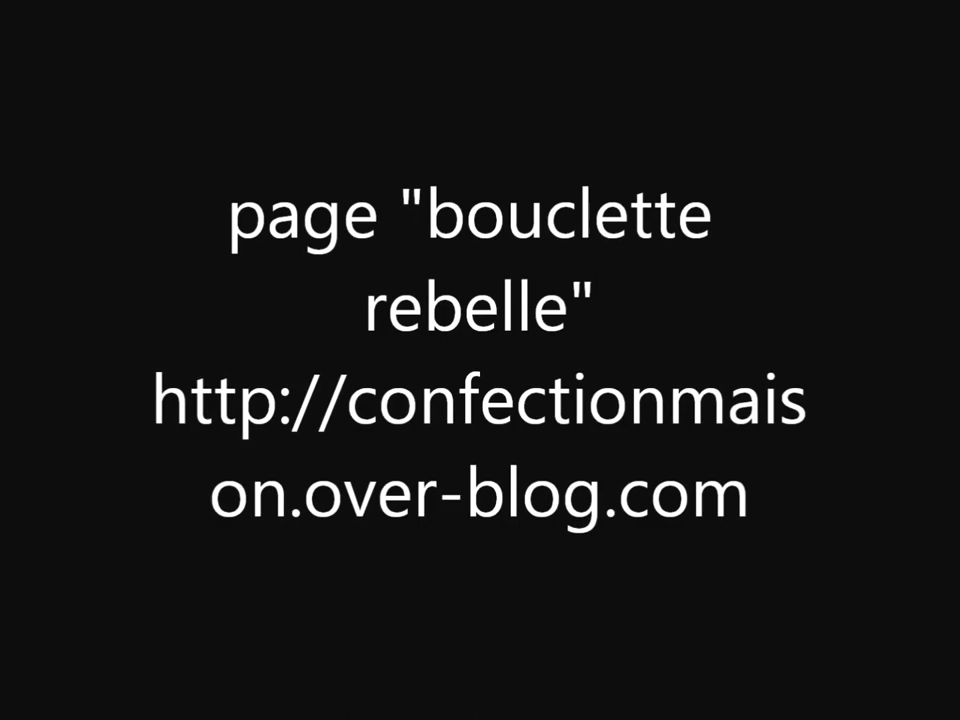 page "bouclette
rebelle"
http://confectionmais
on.over-blog.com